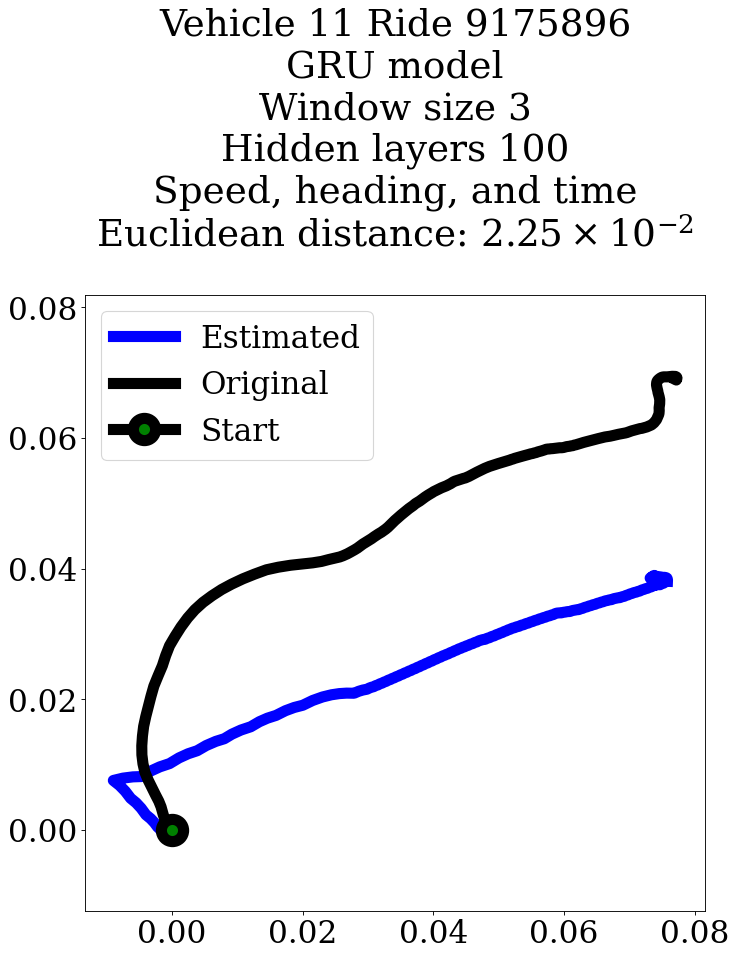 Vehicle 11 Ride 9175896
GRU model
Window size 3
Hidden layers 100
Speed, heading, and time
Euclidean distance: 2.25 × 10⁻²
0.08
Estimated
Original
Start
0.06
0.04
0.02
0.00
0.00 0.02 0.04 0.06 0.08